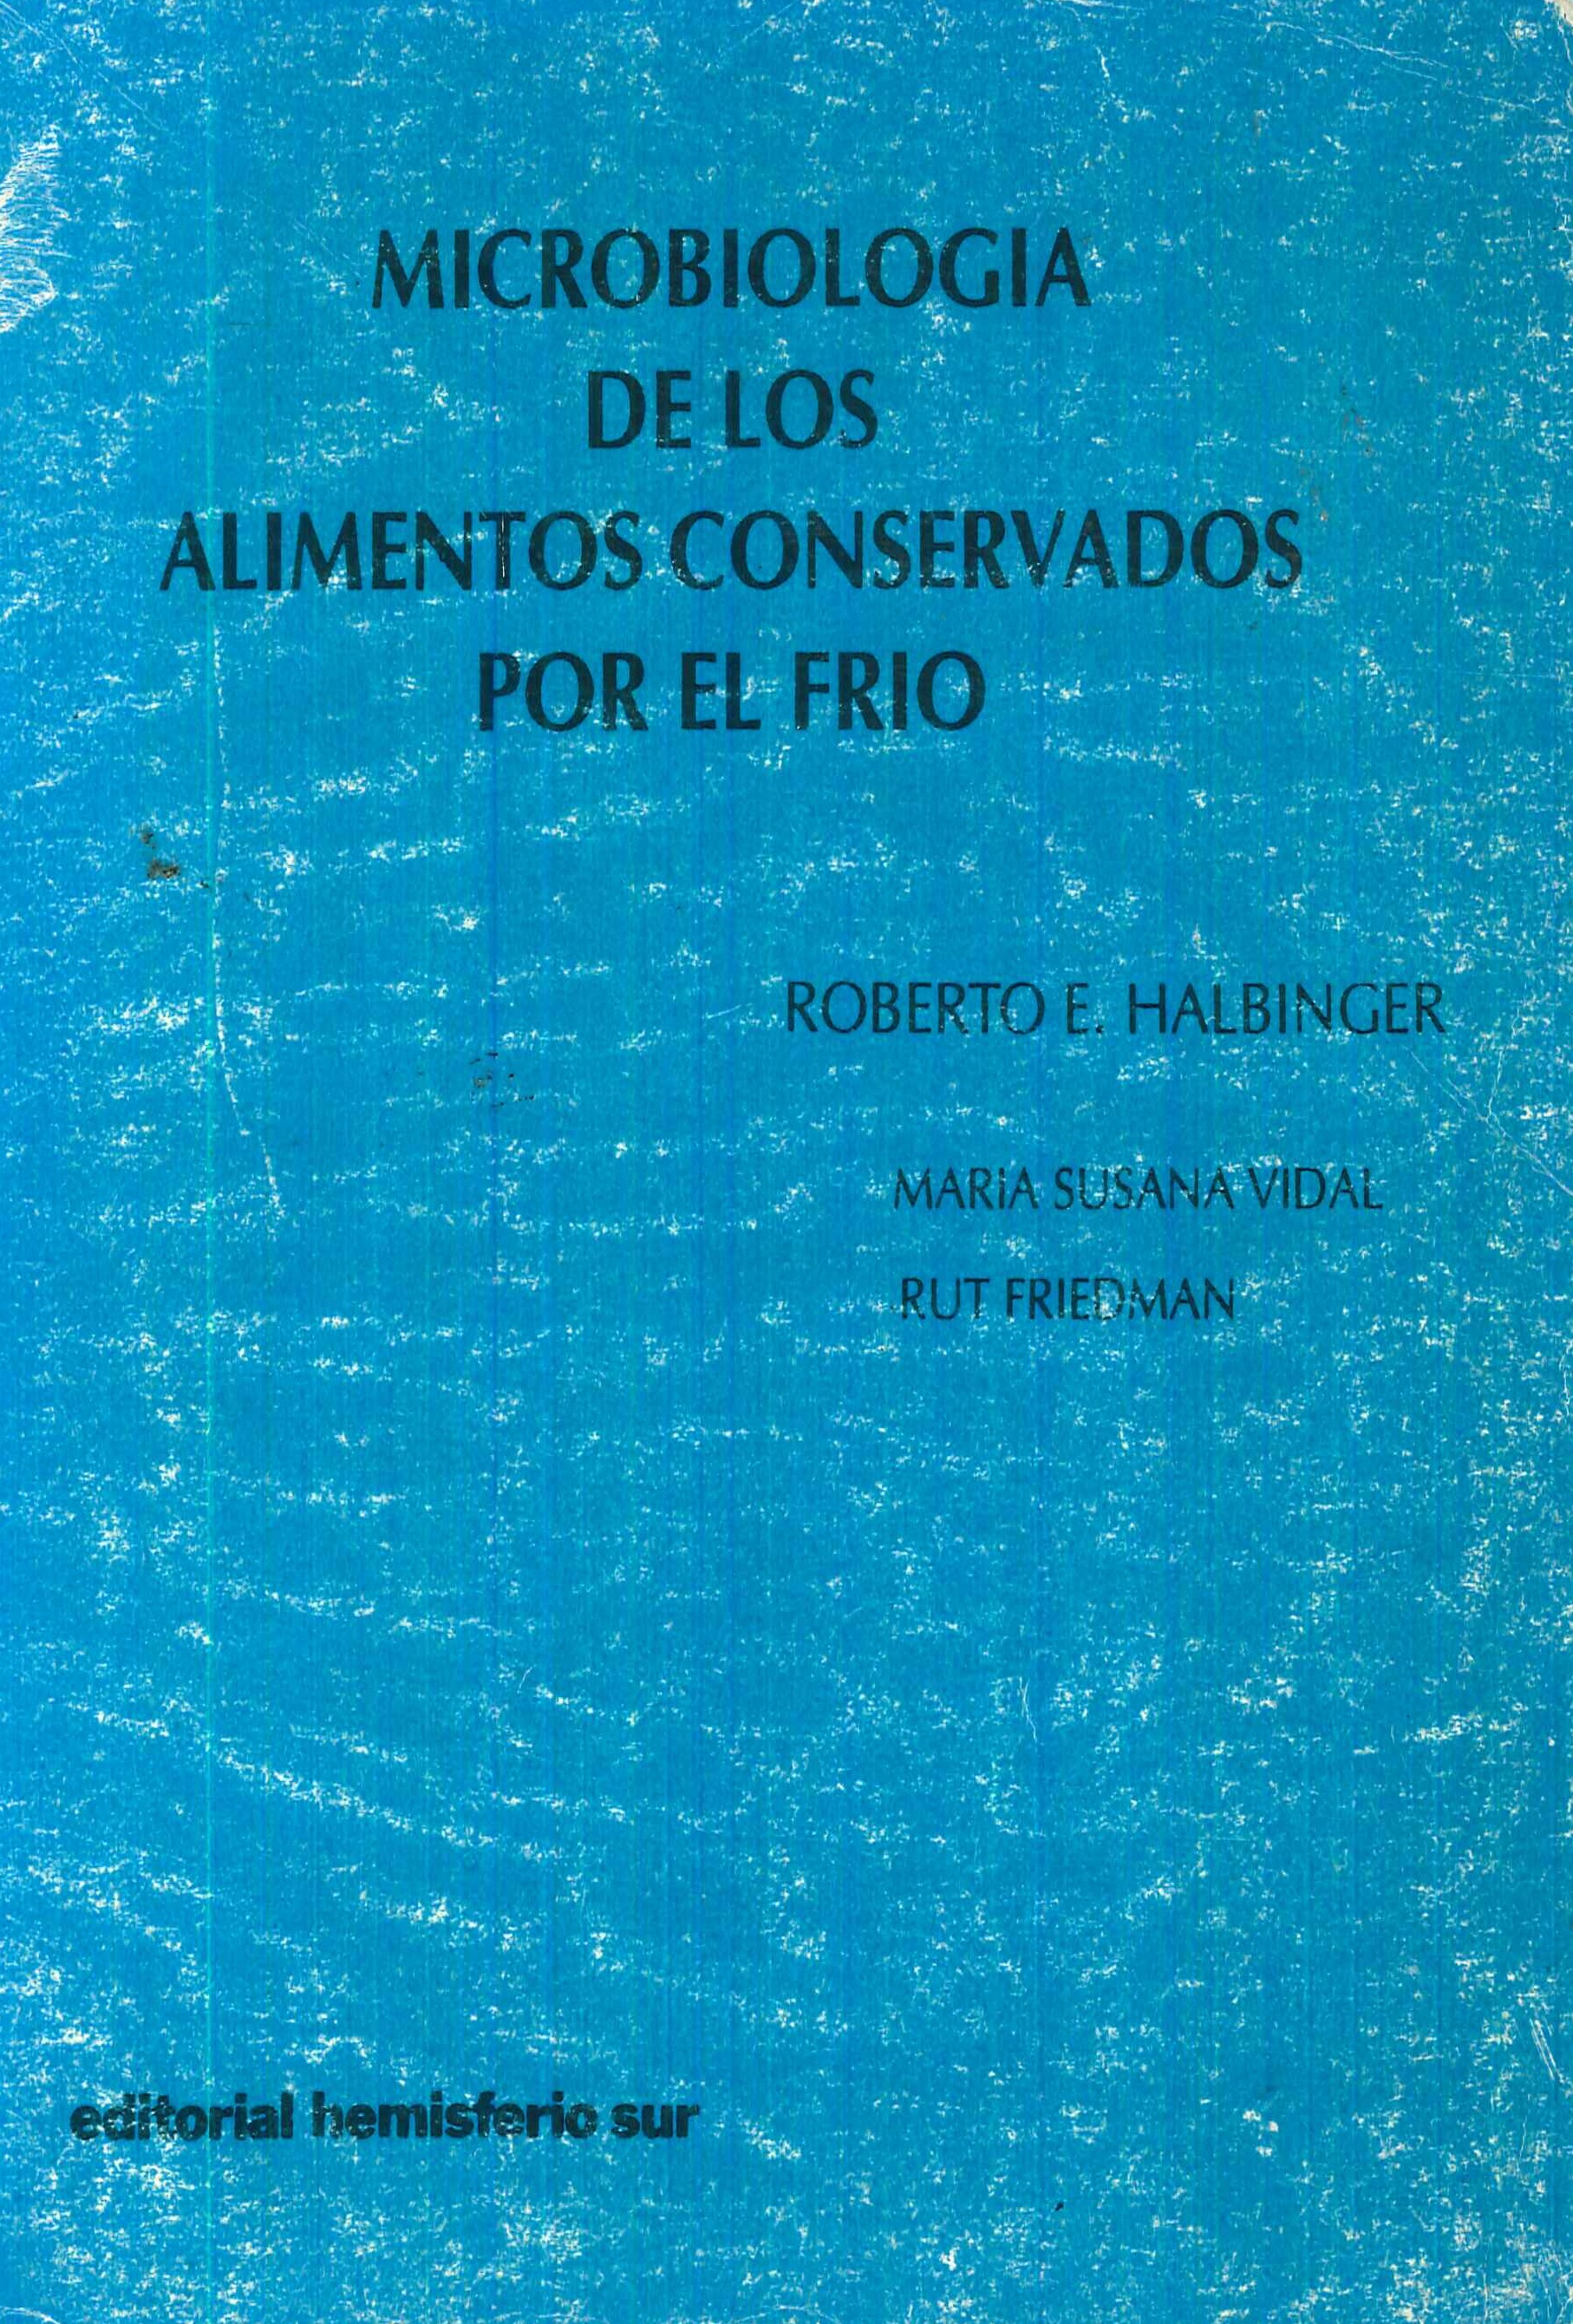 MICROBIOLOGIA
DE LOS
ALIMENTOS CONSERVADOS
POR EL FRIO
ROBERTO E. HALBINGER
MARIA SUSANA VIDAL
RUT FRIEDMAN
editorial hemisferio sur